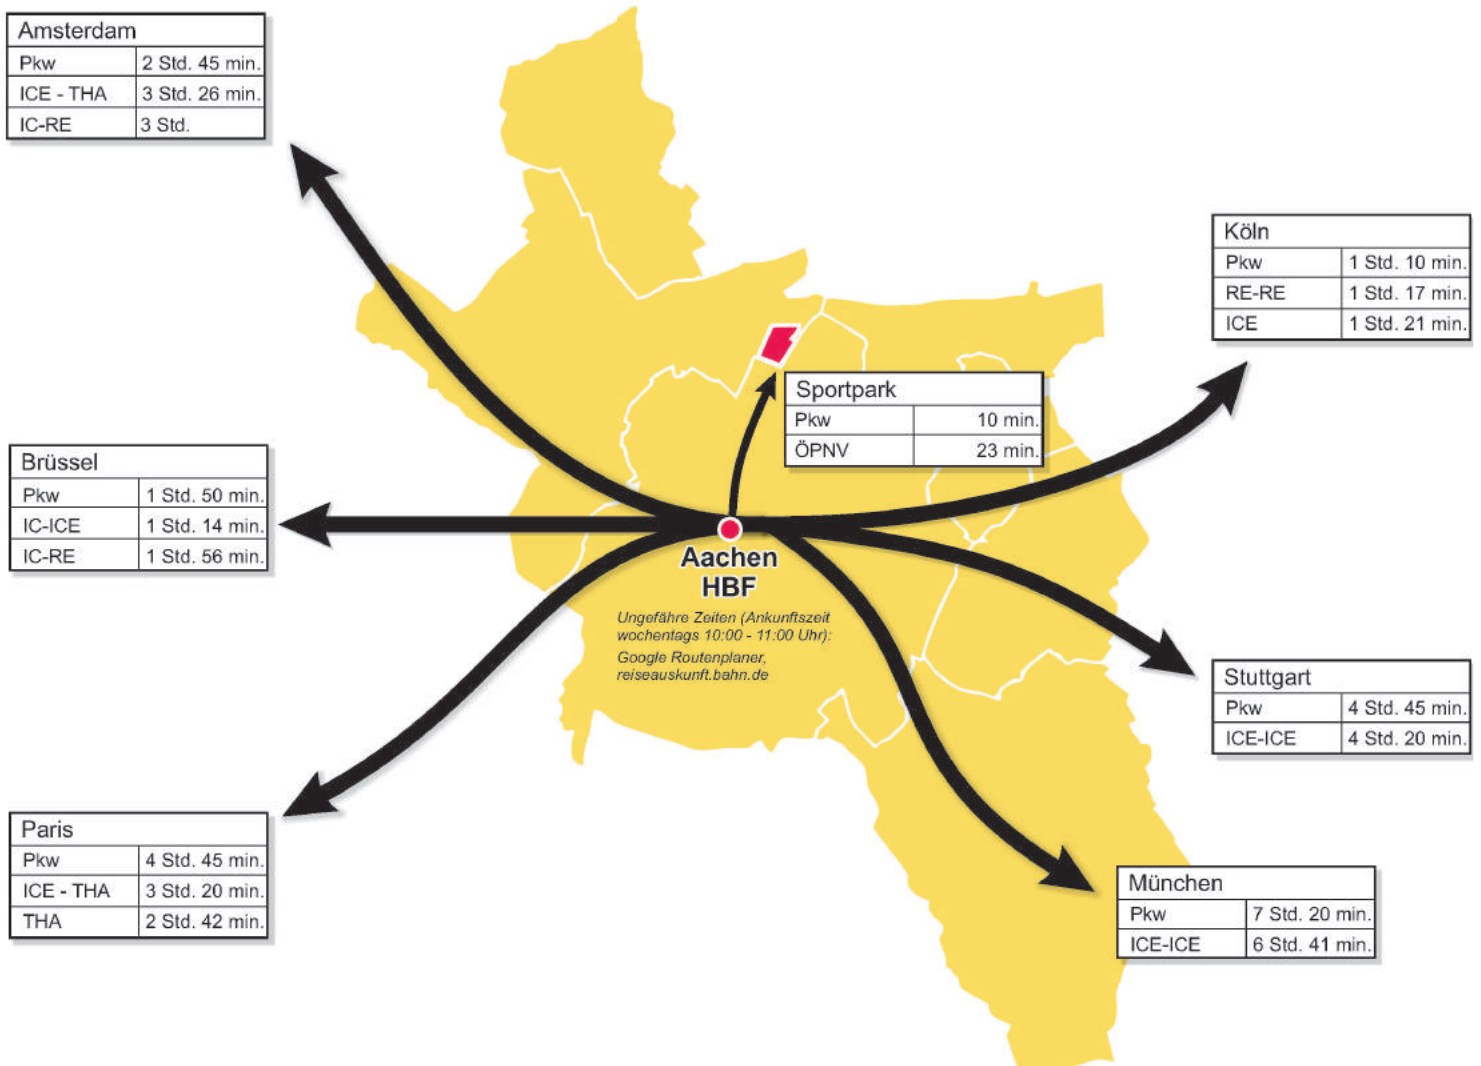 Amsterdam
Pkw 2 Std. 45 min.
ICE - THA 3 Std. 26 min.
IC-RE 3 Std.
Köln
Pkw 1 Std. 10 min.
RE-RE 1 Std. 17 min.
ICE 1 Std. 21 min.
Sportpark
Pkw 10 min.
ÖPNV 23 min.
Brüssel
Pkw 1 Std. 50 min.
IC-ICE 1 Std. 14 min.
IC-RE 1 Std. 56 min.
Aachen
HBF
Ungefähre Zeiten (Ankunftszeit
wochentags 10:00 - 11:00 Uhr):
Google Routenplaner,
reiseauskunft.bahn.de
Stuttgart
Pkw 4 Std. 45 min.
ICE-ICE 4 Std. 20 min.
Paris
Pkw 4 Std. 45 min.
ICE - THA 3 Std. 20 min.
THA 2 Std. 42 min.
München
Pkw 7 Std. 20 min.
ICE-ICE 6 Std. 41 min.